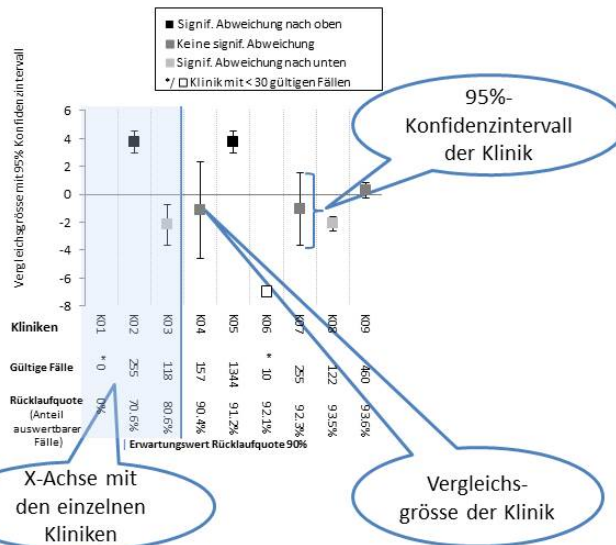 ■ Signif. Abweichung nach oben
■ Keine signif. Abweichung
■ Signif. Abweichung nach unten
*/ □ Klinik mit < 30 gültigen Fällen
Vergleichsgrösse mit 95% Konfidenzintervall
6
4
2
0
-2
-4
-6
-8
95%-
Konfidenzintervall
der Klinik
Kliniken K01 K02 K03 K04 K05 K06 K07 K08 K09
Gültige Fälle * 0 255 118 157 1344 * 10 255 122 460
Rücklaufquote 0% 70.6% 80.6% 90.4% 91.2% 92.1% 92.3% 93.5% 93.6%
(Anteil
auswertbarer
Fälle)
| Erwartungswert Rücklaufquote 90%
X-Achse mit
den einzelnen
Kliniken
Vergleichs-
grösse der Klinik